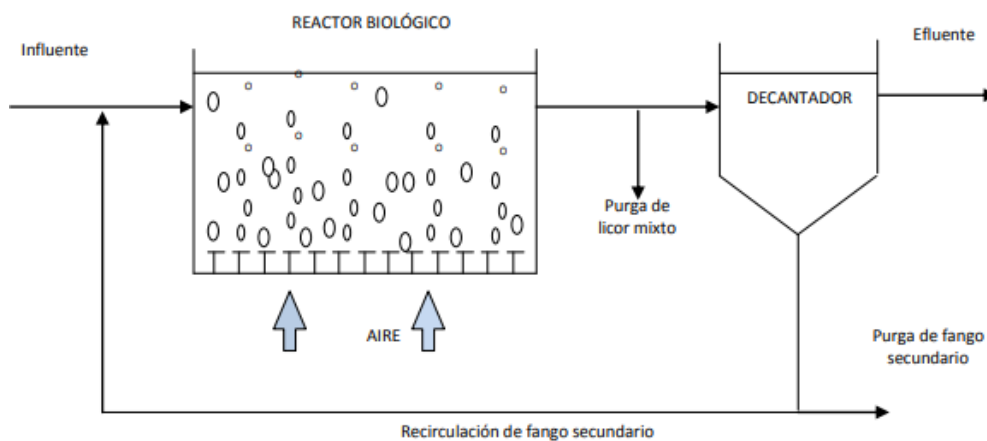 REACTOR BIOLÓGICO
Influente
Efluente
DECANTADOR
Purga de
licor mixto
AIRE
Purga de fango
secundario
Recirculación de fango secundario